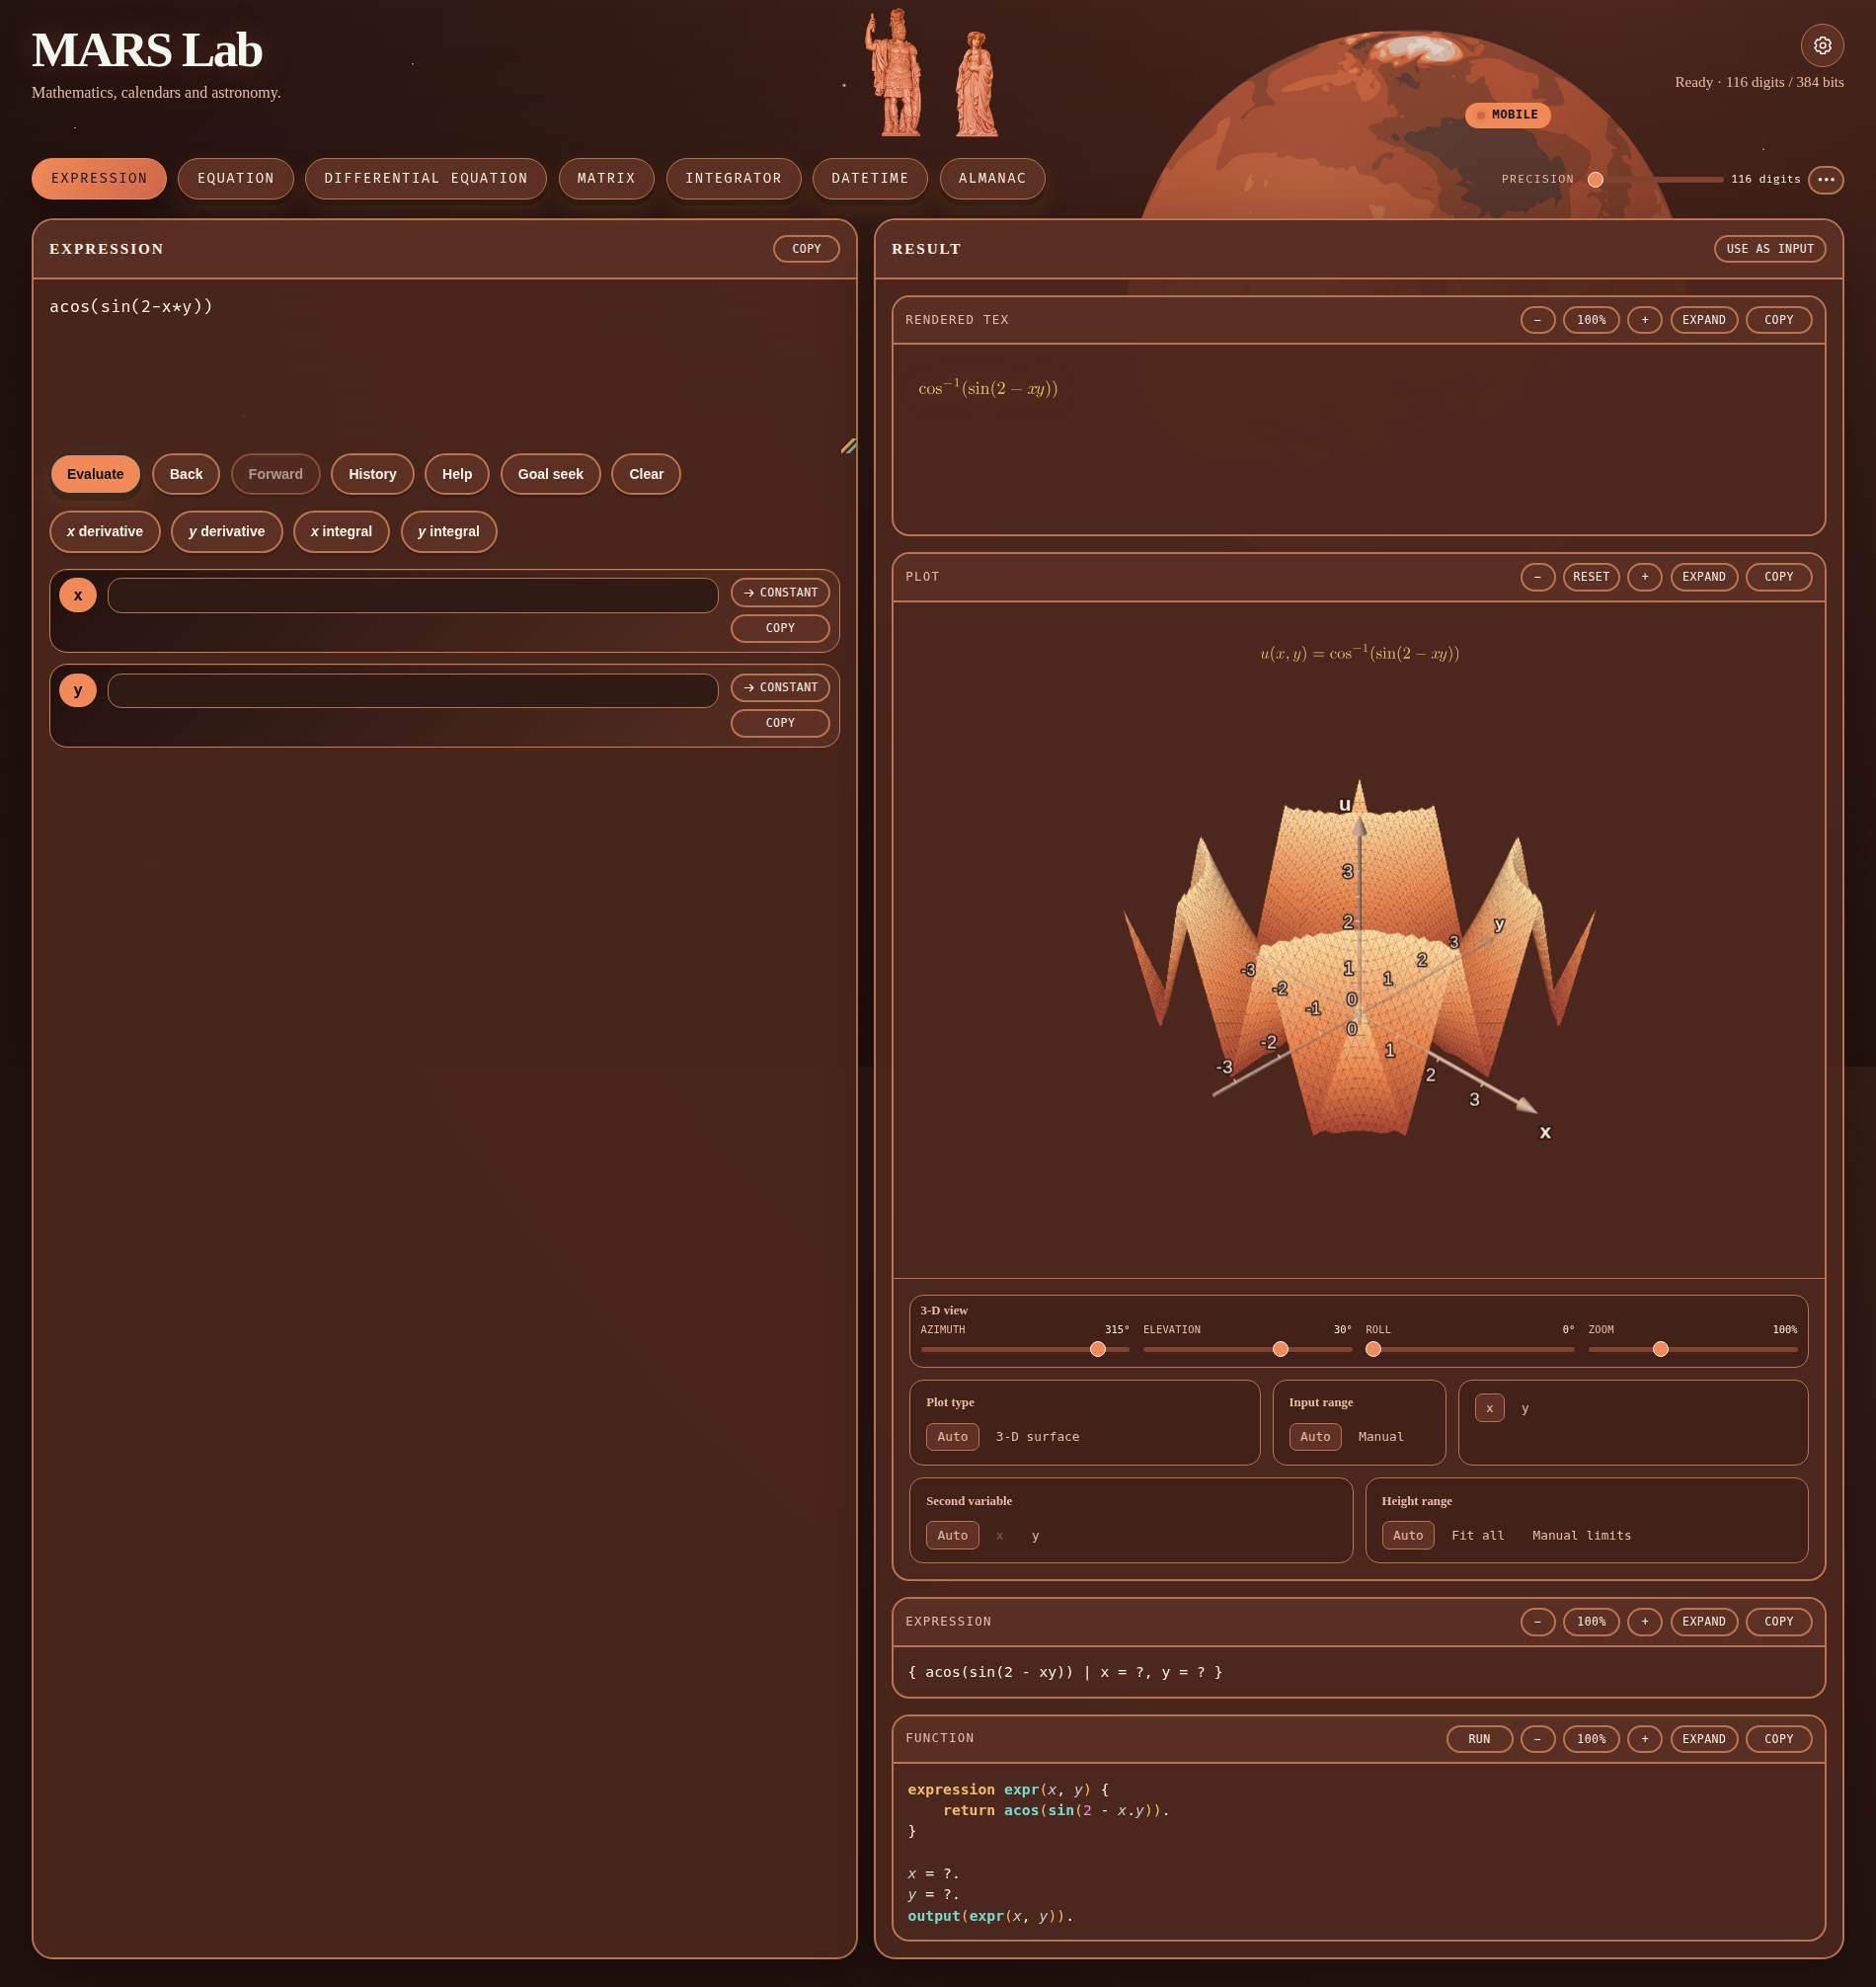 MARS Lab
Mathematics, calendars and astronomy.
Ready · 116 digits / 384 bits
MOBILE
EXPRESSION EQUATION DIFFERENTIAL EQUATION MATRIX INTEGRATOR DATETIME ALMANAC
PRECISION 116 digits •••
EXPRESSION COPY
acos(sin(2-x*y))
Evaluate Back Forward History Help Goal seek Clear
x derivative y derivative x integral y integral
x → CONSTANT
COPY
y → CONSTANT
COPY
RESULT USE AS INPUT
RENDERED TEX − 100% + EXPAND COPY
cos⁻¹(sin(2 − xy))
PLOT − RESET + EXPAND COPY
u(x, y) = cos⁻¹(sin(2 − xy))
u
3
2
y
3
-3 1 2
-2 1
-1 0
0
-2 1
-3 2
3
x
3-D view
AZIMUTH 315° ELEVATION 30° ROLL 0° ZOOM 100%
Plot type
Auto 3-D surface
Input range
Auto Manual
x y
Second variable
Auto x y
Height range
Auto Fit all Manual limits
EXPRESSION − 100% + EXPAND COPY
{ acos(sin(2 - xy)) | x = ?, y = ? }
FUNCTION RUN − 100% + EXPAND COPY
expression expr(x, y) {
    return acos(sin(2 - x.y)).
}
x = ?.
y = ?.
output(expr(x, y)).